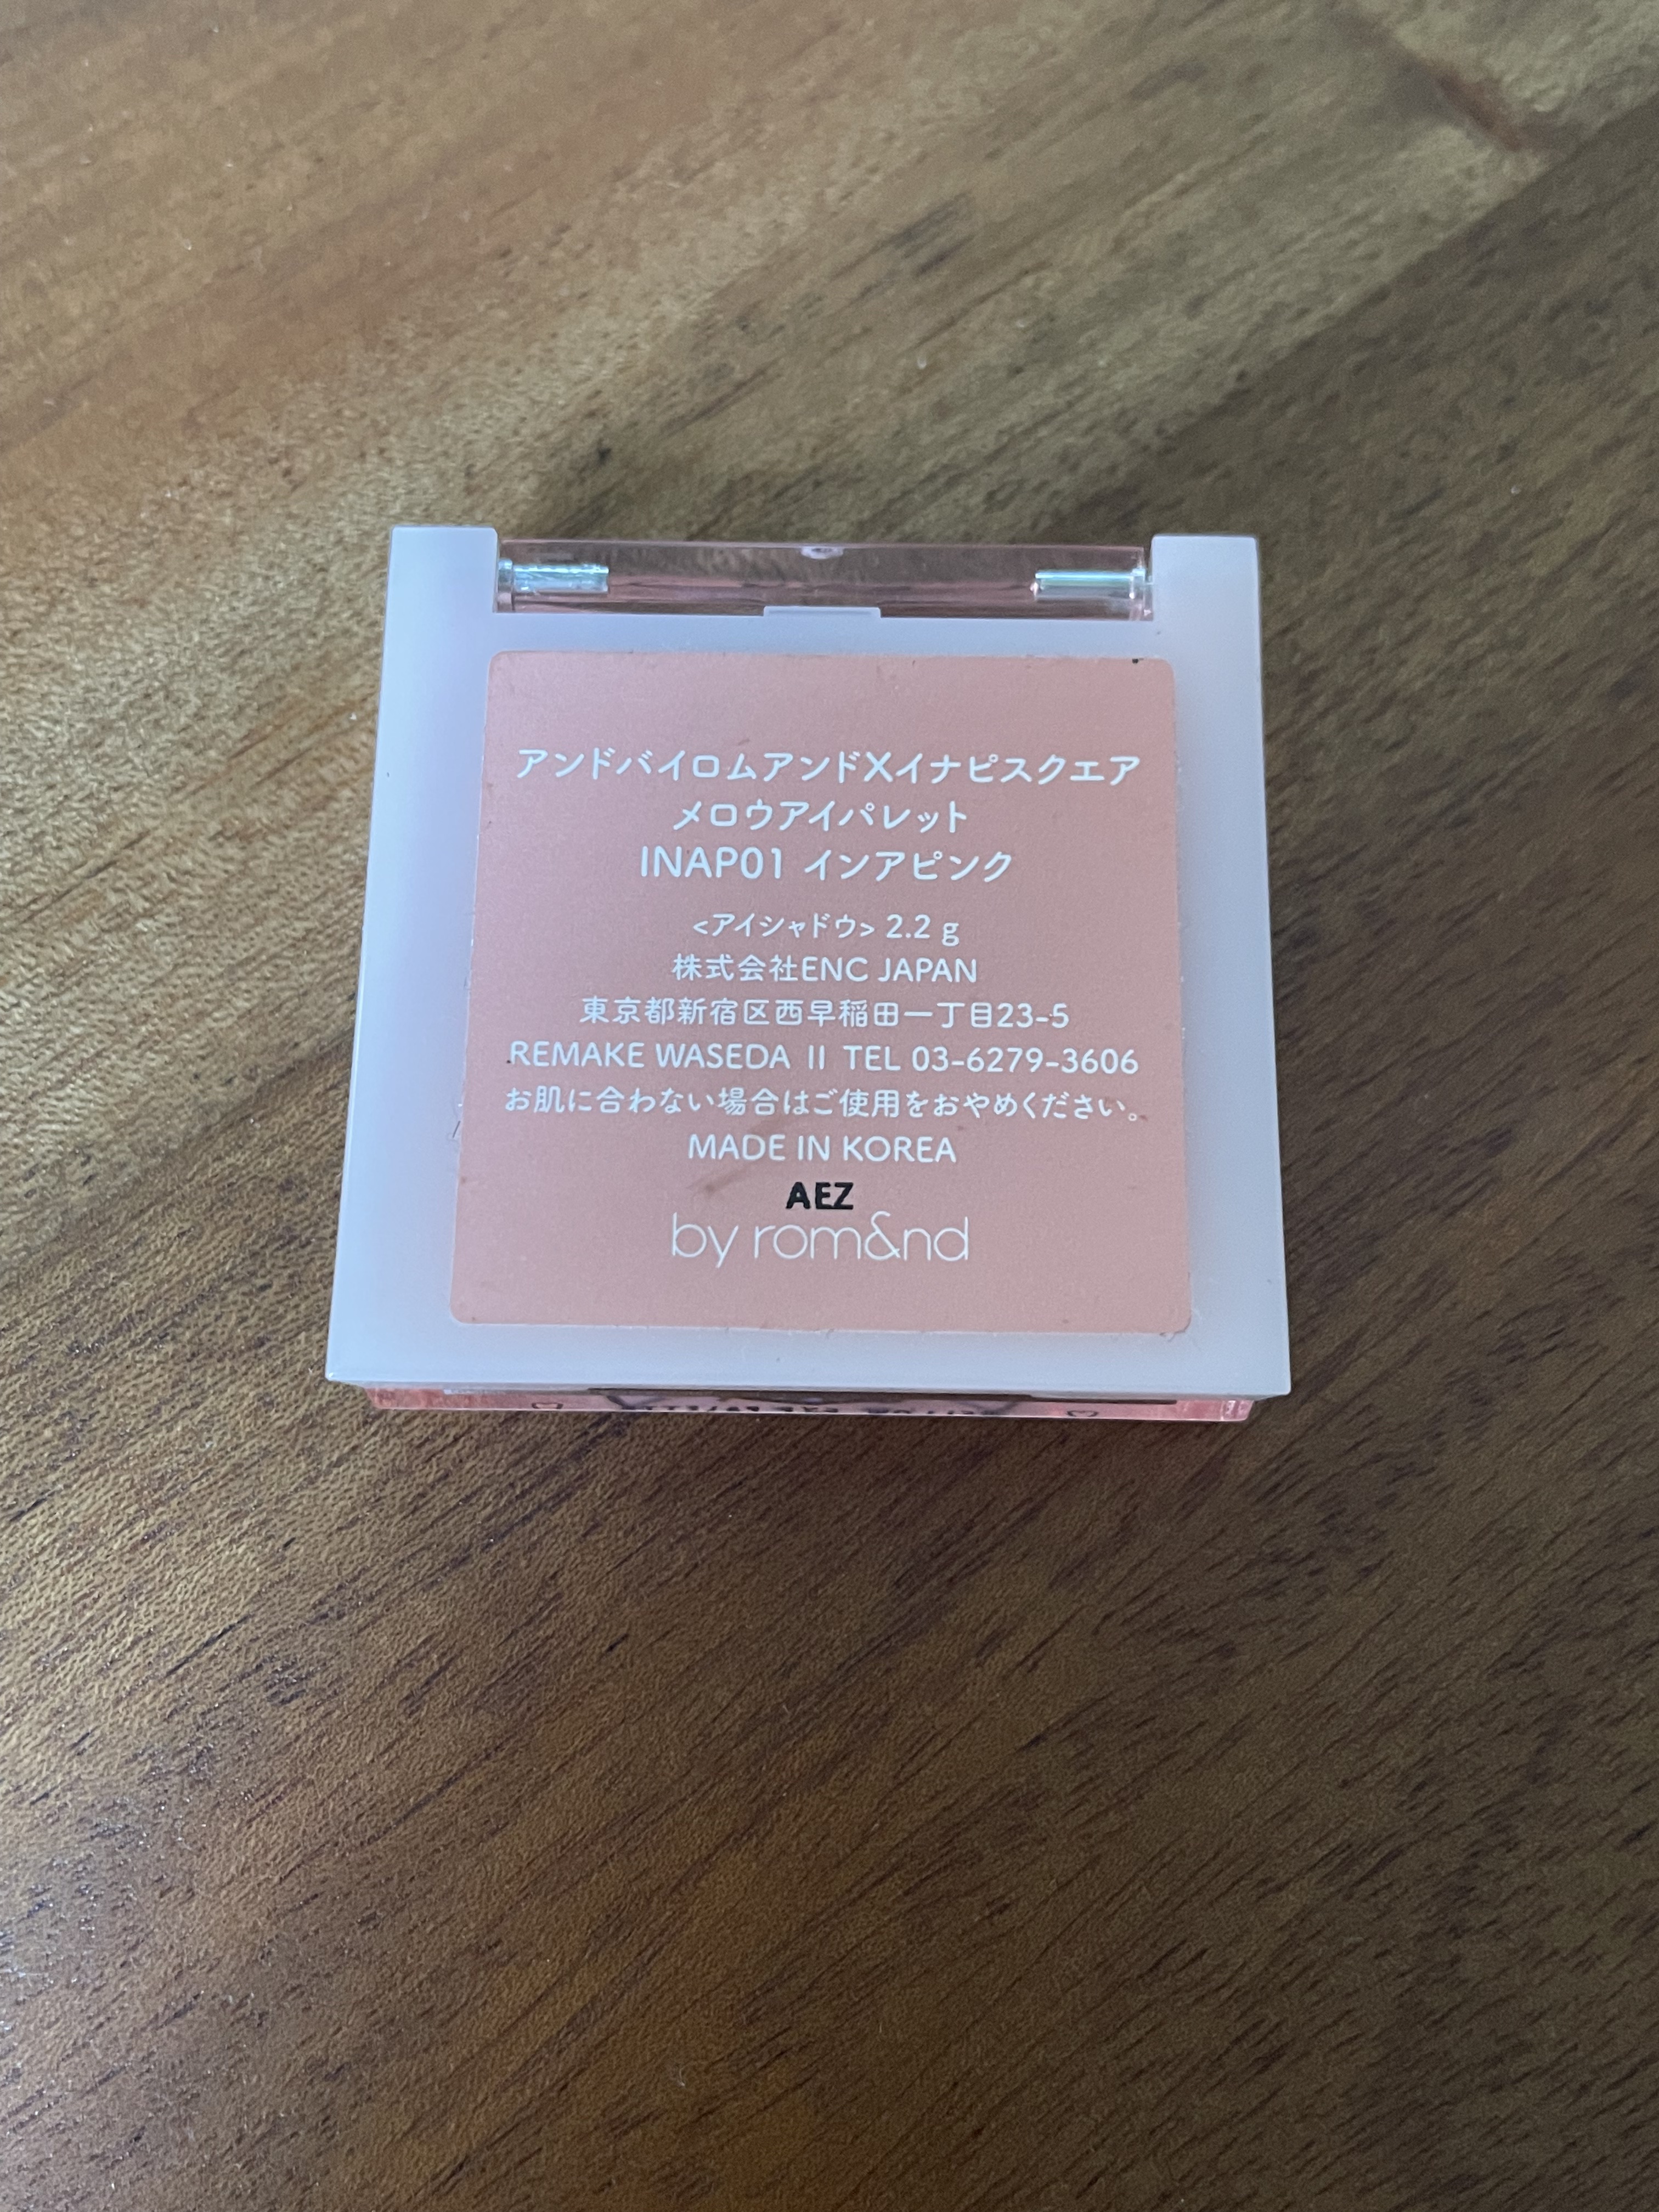 アンドバイロムアンドXイナピスクエア
メロウアイパレット
INAP01 インアピンク
<アイシャドウ> 2.2 g
株式会社ENC JAPAN
東京都新宿区西早稲田一丁目23-5
REMAKE WASEDA II TEL 03-6279-3606
お肌に合わない場合はご使用をおやめください。
MADE IN KOREA
AEZ
by rom&nd